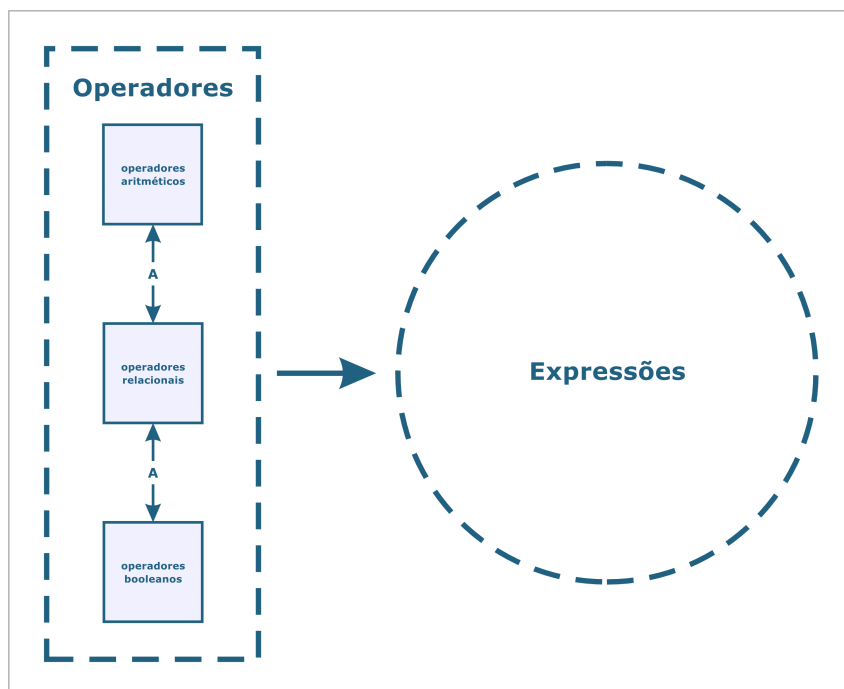 Operadores
operadores
aritméticos
A
operadores
relacionais
A
operadores
booleanos
Expressões